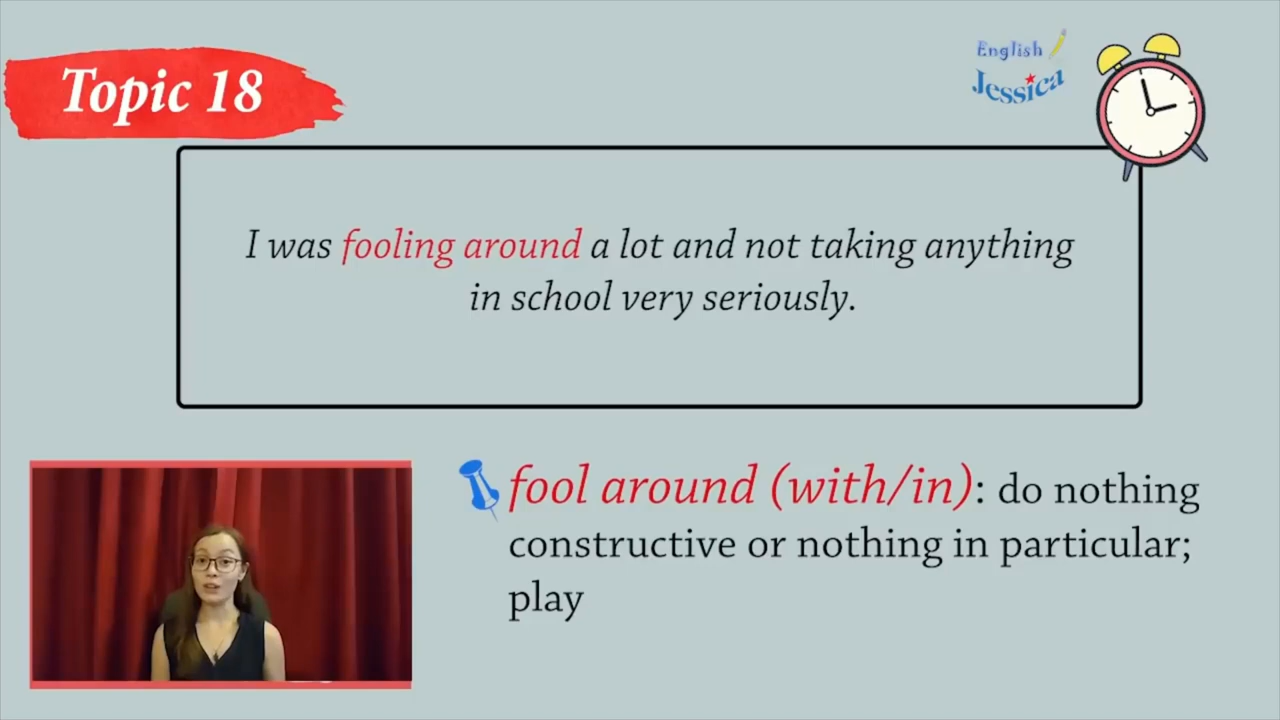 Topic 18
English
Jessica
I was fooling around a lot and not taking anything
in school very seriously.
fool around (with/in): do nothing
constructive or nothing in particular;
play